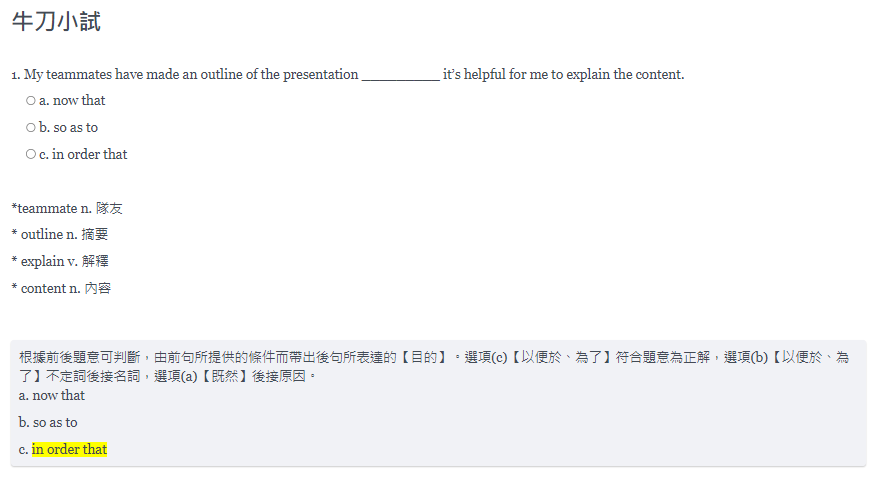 牛刀小試
1. My teammates have made an outline of the presentation __________ it's helpful for me to explain the content.
a. now that
b. so as to
c. in order that
*teammate n. 隊友
* outline n. 摘要
* explain v. 解釋
* content n. 內容
根據前後題意可判斷，由前句所提供的條件而帶出後句所表達的【目的】。選項(c)【以便於、為了】符合題意為正解，選項(b)【以便於、為
了】不定詞後接名詞，選項(a)【既然】後接原因。
a. now that
b. so as to
c. in order that